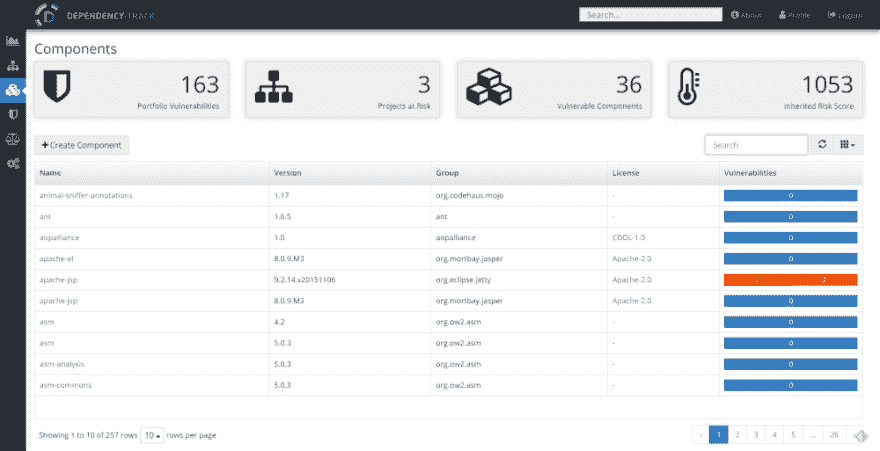 DEPENDENCY-TRACK Search... About Profile Logout
Components
163 3 36 1053
Portfolio Vulnerabilities Projects at Risk Vulnerable Components Inherited Risk Score
Create Component Search
Name Version Group License Vulnerabilities
animal-sniffer-annotations 1.17 org.codehaus.mojo - 0
ant 1.6.5 ant - 0
aopalliance 1.0 aopalliance CDDL-1.0 0
apache-el 8.0.9.M3 org.mortbay.jasper Apache-2.0 0
apache-jsp 9.2.14.v20151106 org.eclipse.jetty Apache-2.0
apache-jsp 8.0.9.M3 org.mortbay.jasper Apache-2.0 0
asm 4.2 org.ow2.asm - 0
asm 5.0.3 org.ow2.asm - 0
asm-analysis 5.0.3 org.ow2.asm - 0
asm-commons 5.0.3 org.ow2.asm - 0
Showing 1 to 10 of 257 rows 10 rows per page ‹ 1 2 3 4 5 ... 26